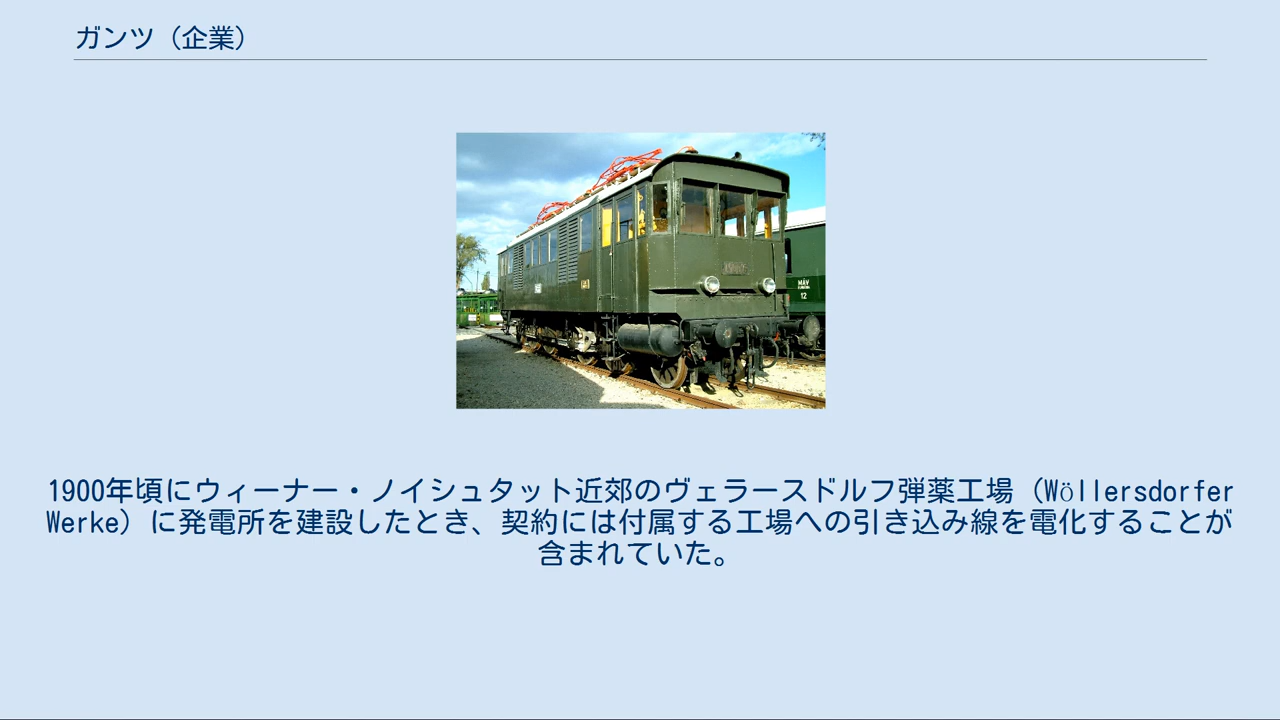 ガンツ（企業）
MÁV
12
1900年頃にウィーナー・ノイシュタット近郊のヴェラースドルフ弾薬工場（Wöllersdorfer
Werke）に発電所を建設したとき、契約には付属する工場への引き込み線を電化することが
含まれていた。